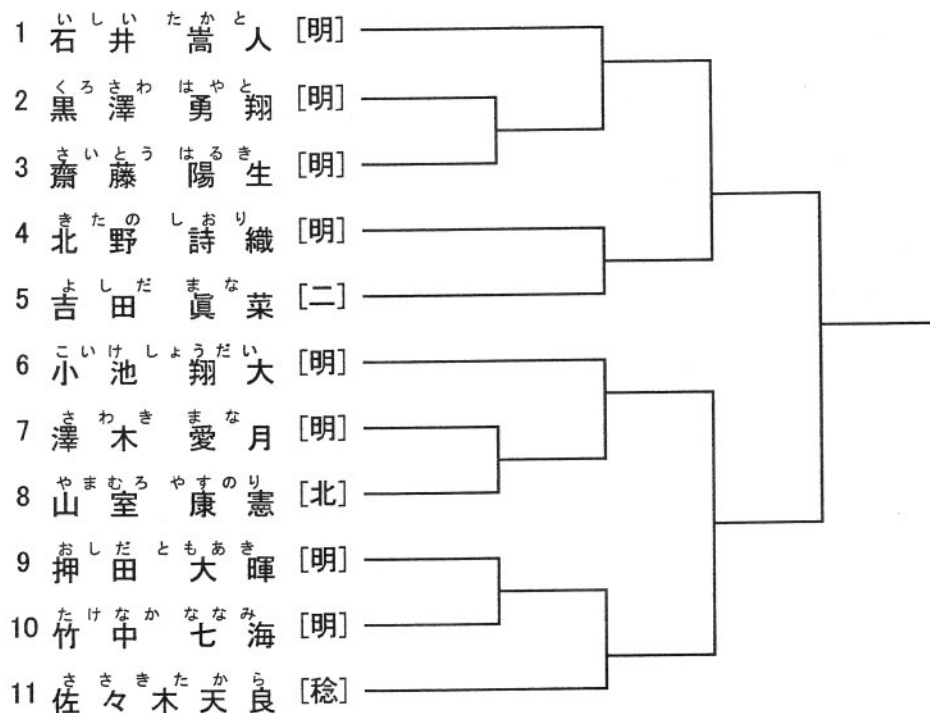 いしい たかと
1 石井 嵩人 [明]
くろさわ はやと
2 黒澤 勇翔 [明]
さいとう はるき
3 齋藤 陽生 [明]
きたの しおり
4 北野 詩織 [明]
よしだ まな
5 吉田 眞菜 [二]
こいけ しょうだい
6 小池 翔大 [明]
さわき まな
7 澤木 愛月 [明]
やまむろ やすのり
8 山室 康憲 [北]
おしだ ともあき
9 押田 大暉 [明]
たけなか ななみ
10 竹中 七海 [明]
ささき たから
11 佐々木 天良 [稔]